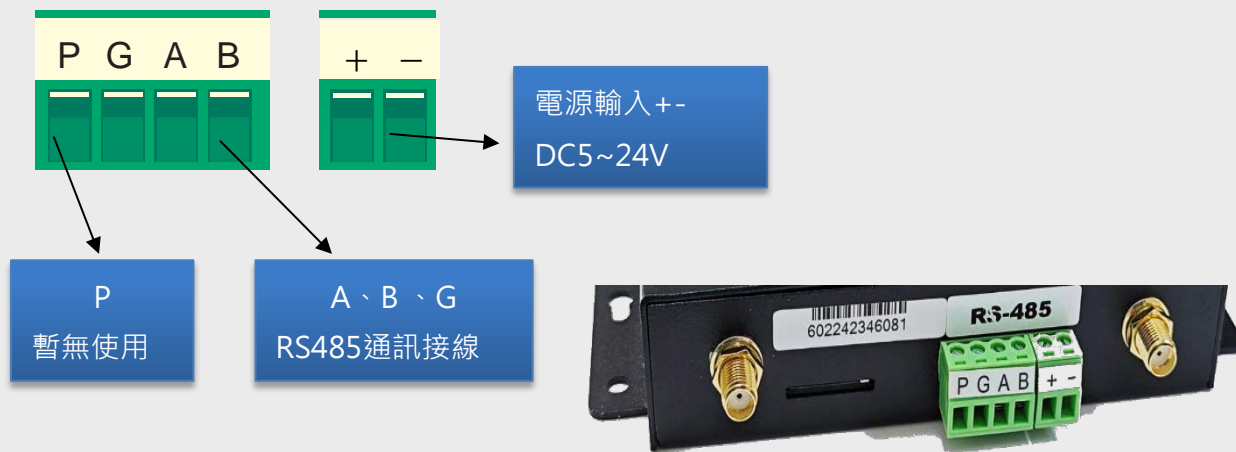 P G A B
+ −
電源輸入+-
DC5~24V
P
暫無使用
A、B 、G
RS485通訊接線
602242346081
RS-485
P G A B
+ -